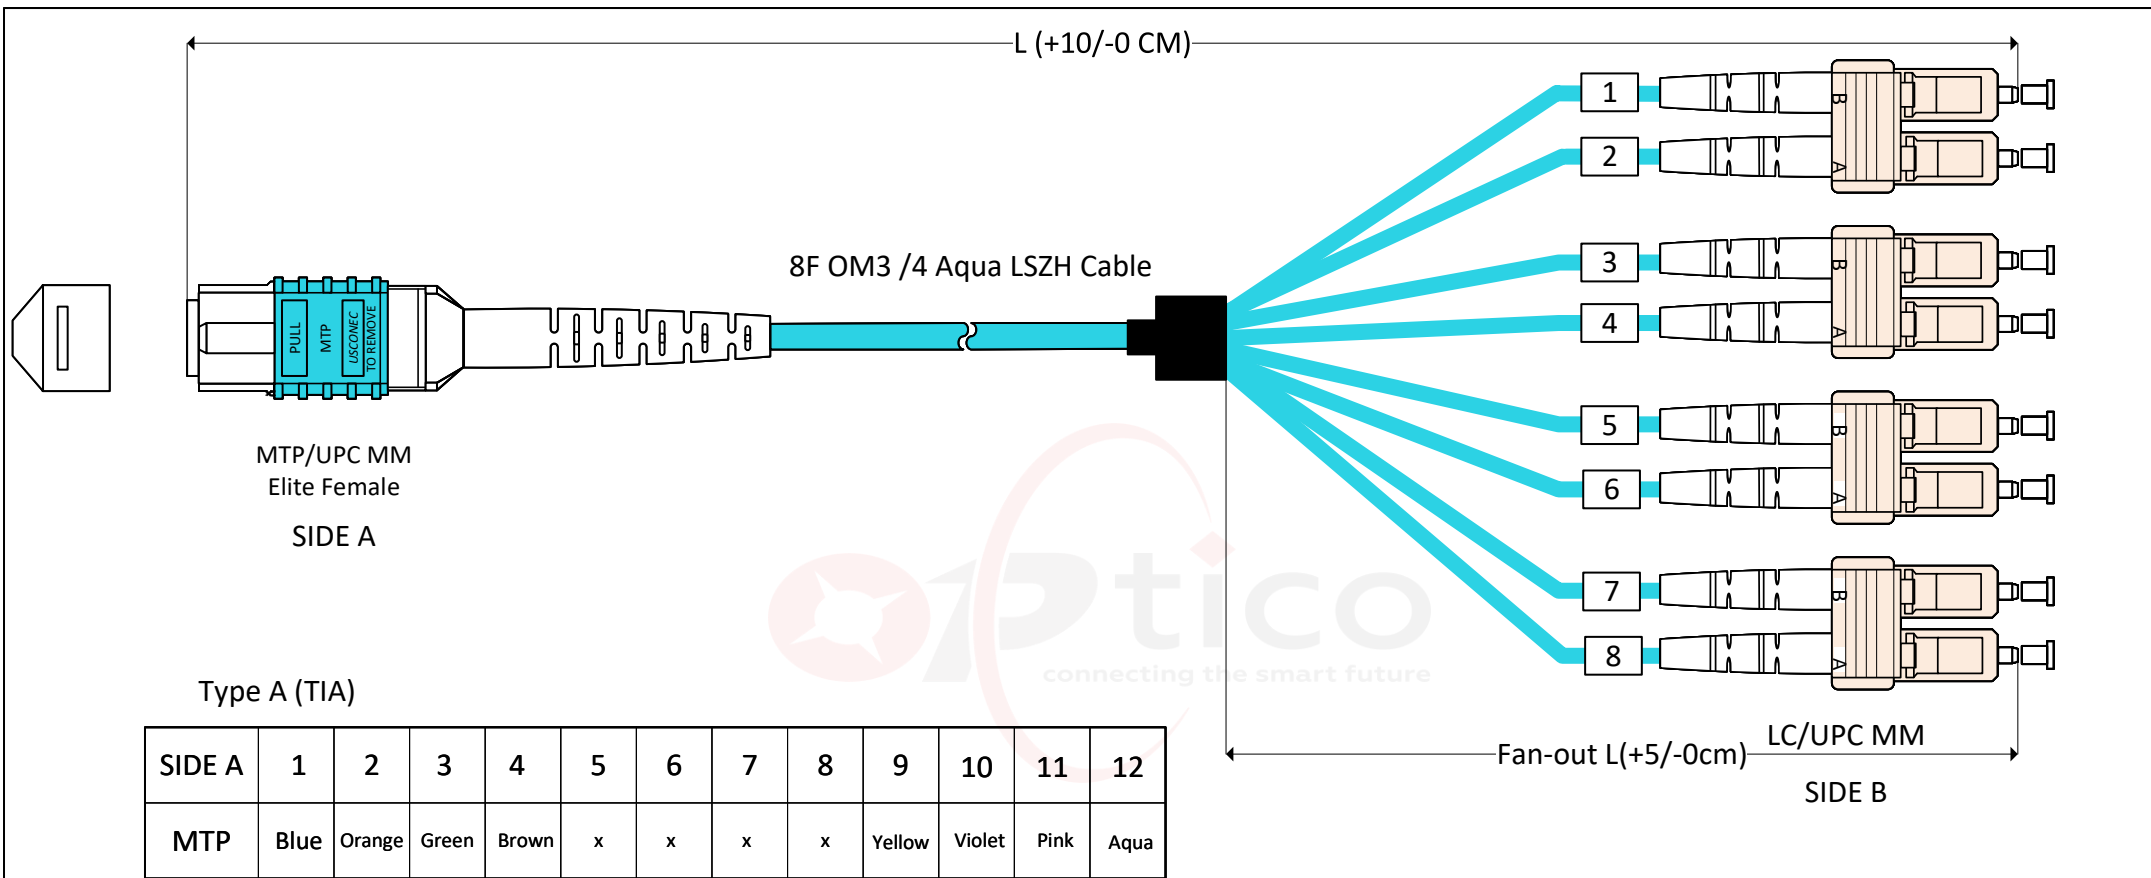 L (+10/-0 CM)
1
B
2
A
3
B
4
A
5
B
6
A
7
B
8
A
8F OM3 /4 Aqua LSZH Cable
PULL
MTP
USCONEC
TO REMOVE
MTP/UPC MM
Elite Female
SIDE A
OPtico
connecting the smart future
Fan-out L(+5/-0cm)
LC/UPC MM
SIDE B
Type A (TIA)
SIDE A 1 2 3 4 5 6 7 8 9 10 11 12
MTP Blue Orange Green Brown x x x x Yellow Violet Pink Aqua